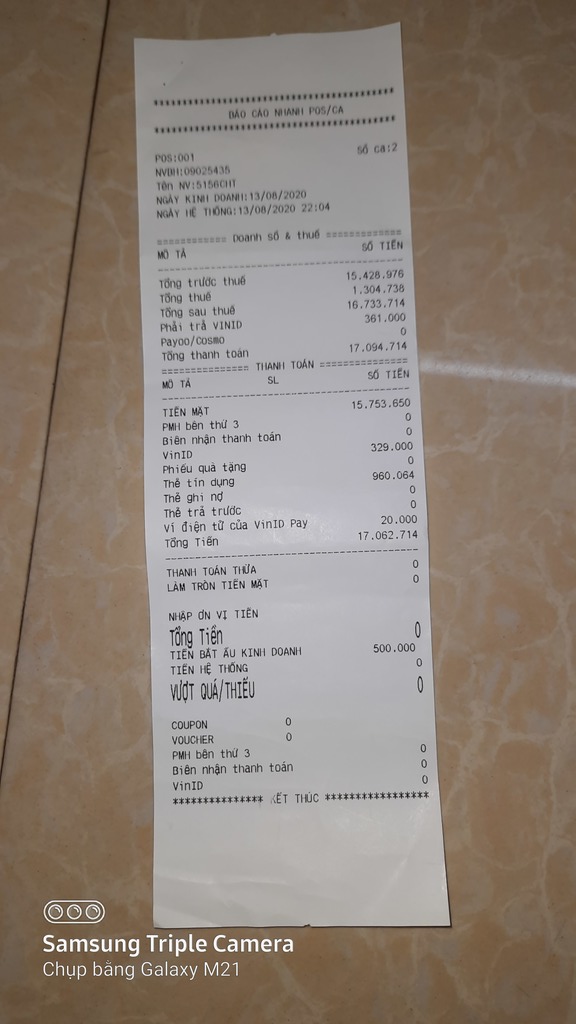 ****************************************
BÁO CÁO NHANH POS/CA
****************************************
POS:001 Số ca:2
NVBH:09025435
Tên NV:5156CHT
NGÀY KINH DOANH:13/08/2020
NGÀY HỆ THỐNG:13/08/2020 22:04
============ Doanh số & thuế =============
MÔ TẢ SỐ TIỀN
Tổng trước thuế 15.428.976
Tổng thuế 1.304.738
Tổng sau thuế 16.733.714
Phải trả VINID 361.000
Payoo/Cosmo 0
Tổng thanh toán 17.094.714
=============== THANH TOÁN ===============
MÔ TẢ SL SỐ TIỀN
TIỀN MẶT 15.753.650
PMH bên thứ 3 0
Biên nhận thanh toán 0
VinID 329.000
Phiếu quà tặng 0
Thẻ tín dụng 960.064
Thẻ ghi nợ 0
Thẻ trả trước 0
Ví điện tử của VinID Pay 20.000
Tổng Tiền 17.062.714
THANH TOÁN THỪA 0
LÀM TRÒN TIỀN MẶT 0
NHẬP ƠN VỊ TIỀN
Tổng Tiền 0
TIỀN BẮT ẦU KINH DOANH 500.000
TIỀN HỆ THỐNG 0
VƯỢT QUÁ/THIẾU 0
COUPON 0
VOUCHER 0
PMH bên thứ 3 0
Biên nhận thanh toán 0
VinID 0
*************** KẾT THÚC *****************
Samsung Triple Camera
Chụp bằng Galaxy M21